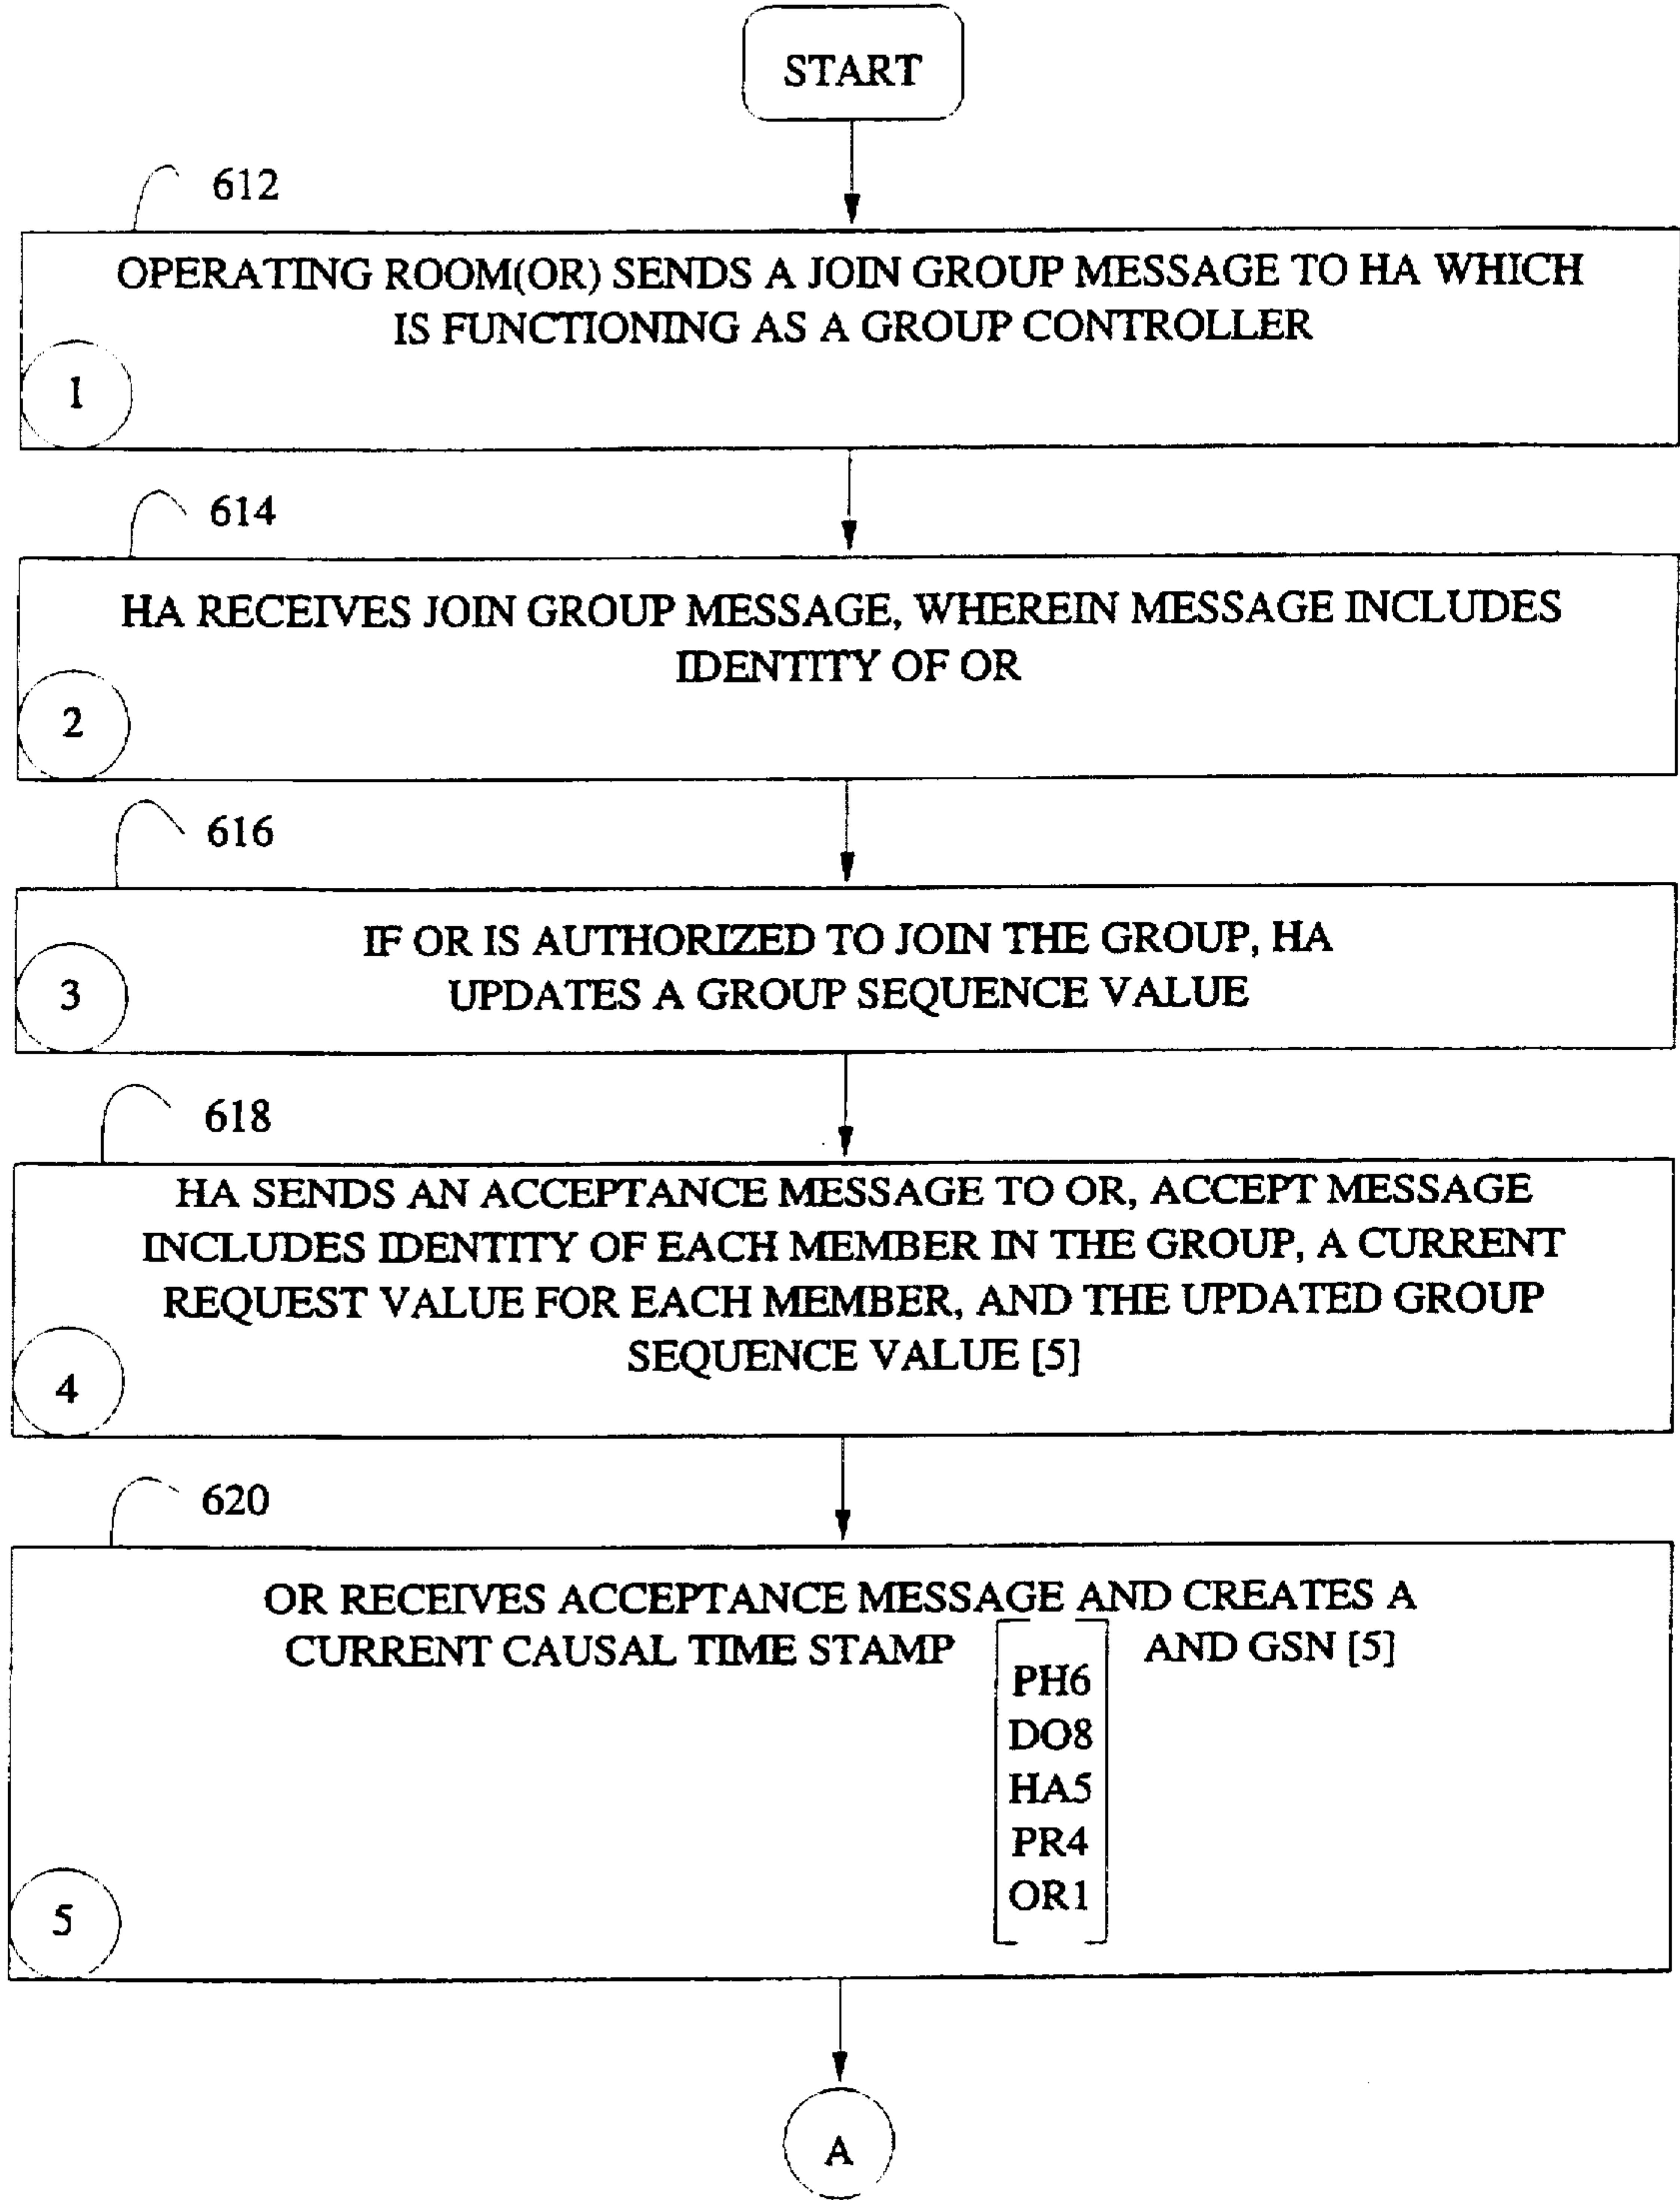 START
612
OPERATING ROOM(OR) SENDS A JOIN GROUP MESSAGE TO HA WHICH
IS FUNCTIONING AS A GROUP CONTROLLER
1
614
HA RECEIVES JOIN GROUP MESSAGE, WHEREIN MESSAGE INCLUDES
IDENTITY OF OR
2
616
IF OR IS AUTHORIZED TO JOIN THE GROUP, HA
UPDATES A GROUP SEQUENCE VALUE
3
618
HA SENDS AN ACCEPTANCE MESSAGE TO OR, ACCEPT MESSAGE
INCLUDES IDENTITY OF EACH MEMBER IN THE GROUP, A CURRENT
REQUEST VALUE FOR EACH MEMBER, AND THE UPDATED GROUP
SEQUENCE VALUE [5]
4
620
OR RECEIVES ACCEPTANCE MESSAGE AND CREATES A
CURRENT CAUSAL TIME STAMP AND GSN [5]
PH6
DO8
HA5
PR4
OR1
5
A